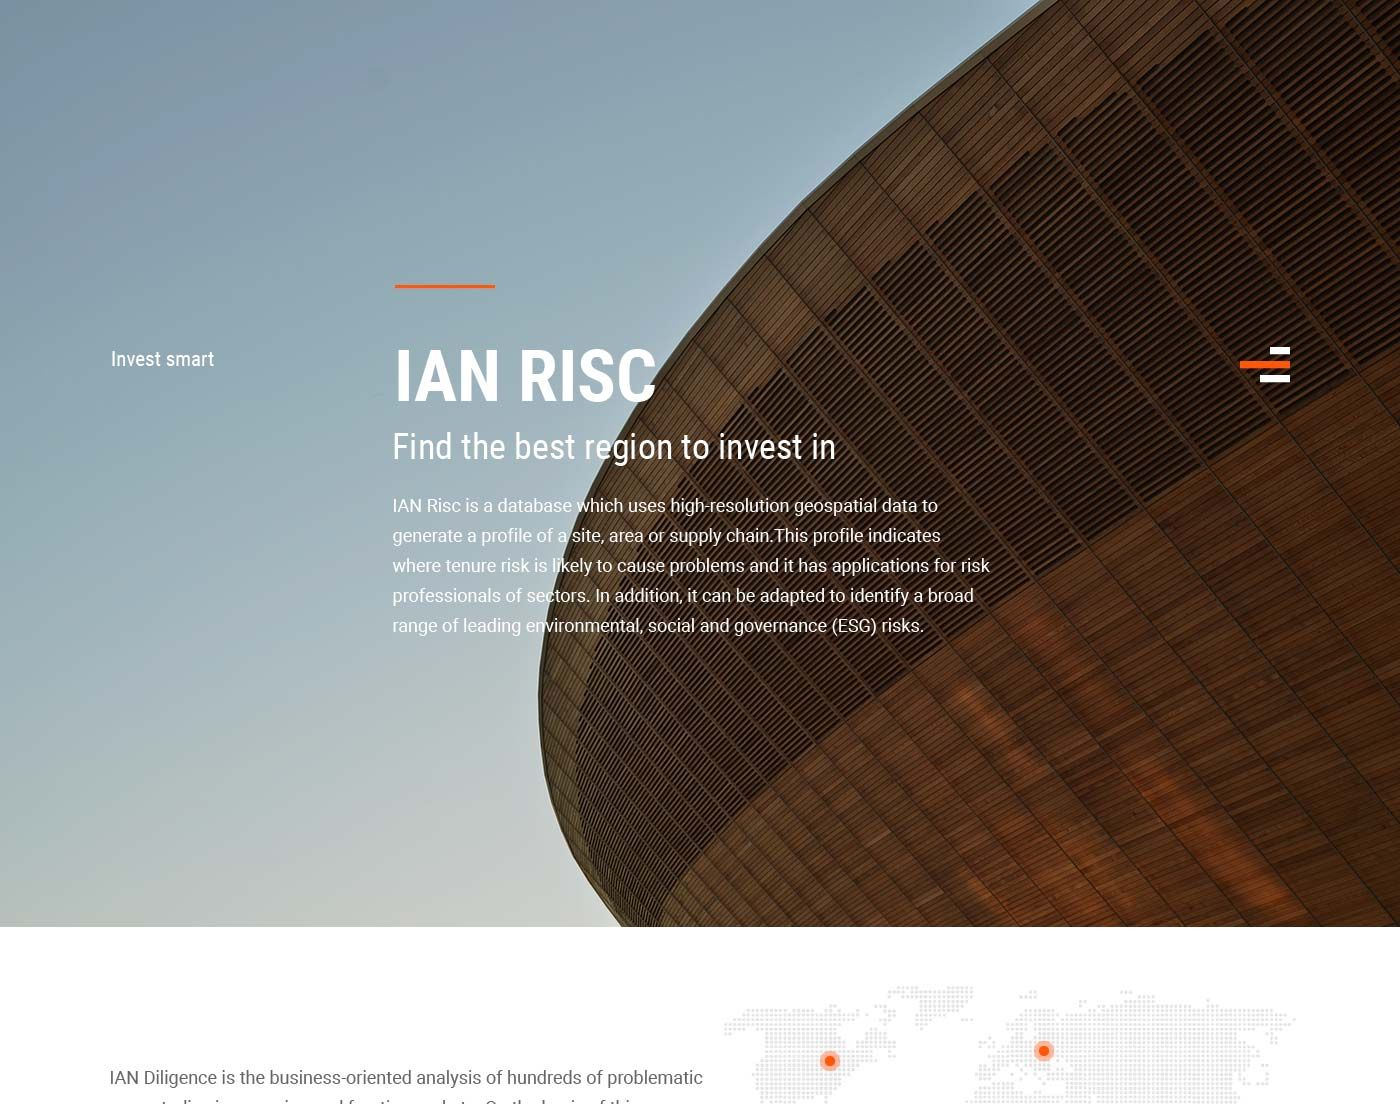 Invest smart
IAN RISC
Find the best region to invest in
IAN Risc is a database which uses high-resolution geospatial data to
generate a profile of a site, area or supply chain.This profile indicates
where tenure risk is likely to cause problems and it has applications for risk
professionals of sectors. In addition, it can be adapted to identify a broad
range of leading environmental, social and governance (ESG) risks.
IAN Diligence is the business-oriented analysis of hundreds of problematic